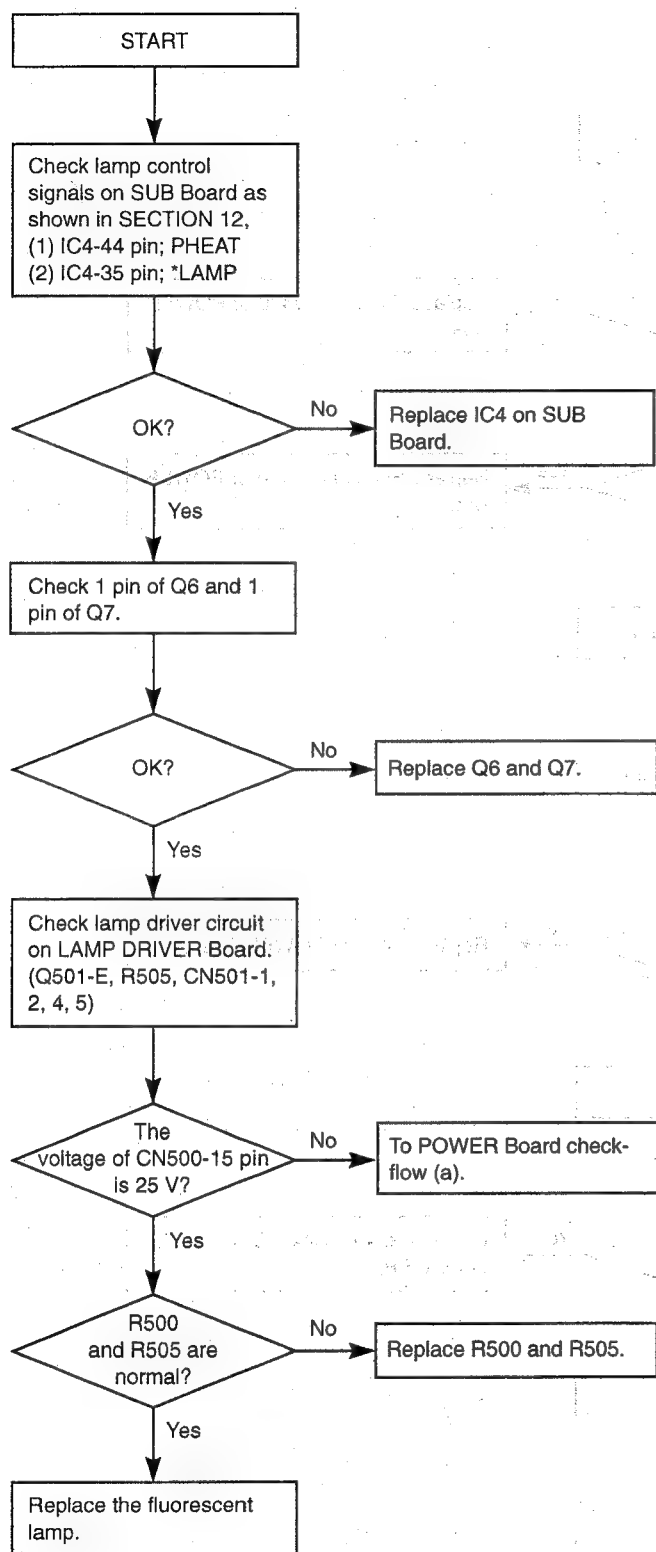 START
Check lamp control
signals on SUB Board as
shown in SECTION 12,
(1) IC4-44 pin; PHEAT
(2) IC4-35 pin; *LAMP
OK?
No
Replace IC4 on SUB
Board.
Yes
Check 1 pin of Q6 and 1
pin of Q7.
OK?
No
Replace Q6 and Q7.
Yes
Check lamp driver circuit
on LAMP DRIVER Board.
(Q501-E, R505, CN501-1,
2, 4, 5)
The
voltage of CN500-15 pin
is 25 V?
No
To POWER Board check-
flow (a).
Yes
R500
and R505 are
normal?
No
Replace R500 and R505.
Yes
Replace the fluorescent
lamp.